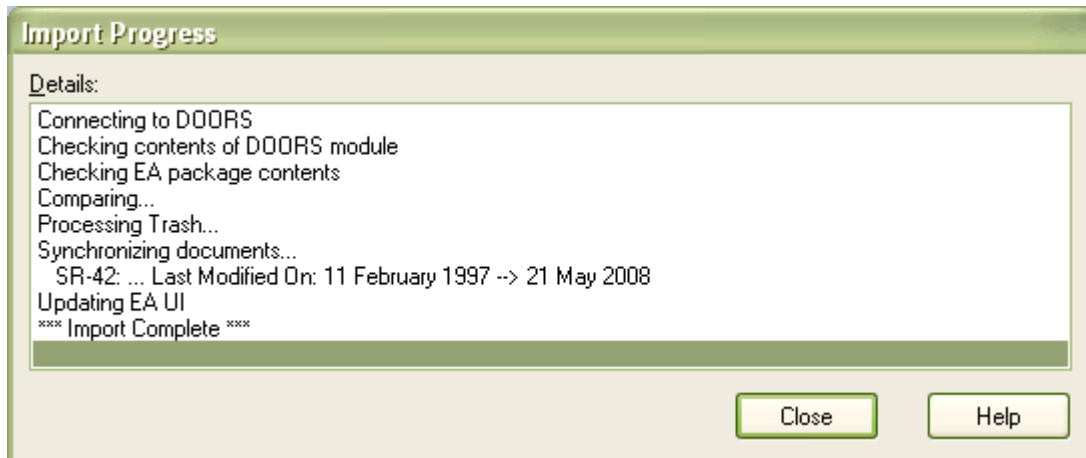 Import Progress
Details:
Connecting to DOORS
Checking contents of DOORS module
Checking EA package contents
Comparing...
Processing Trash...
Synchronizing documents...
SR-42: ... Last Modified On: 11 February 1997 --> 21 May 2008
Updating EA UI
*** Import Complete ***
Close
Help